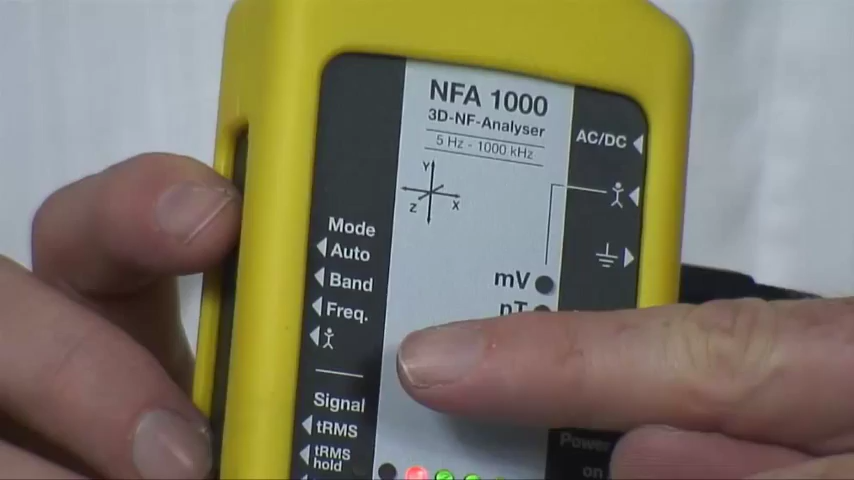 NFA 1000
3D-NF-Analyser
5 Hz - 1000 kHz
AC/DC
Y
Z
X
Mode
Auto
Band
Freq.
mV
nT
Signal
tRMS
tRMS
hold
Power
on